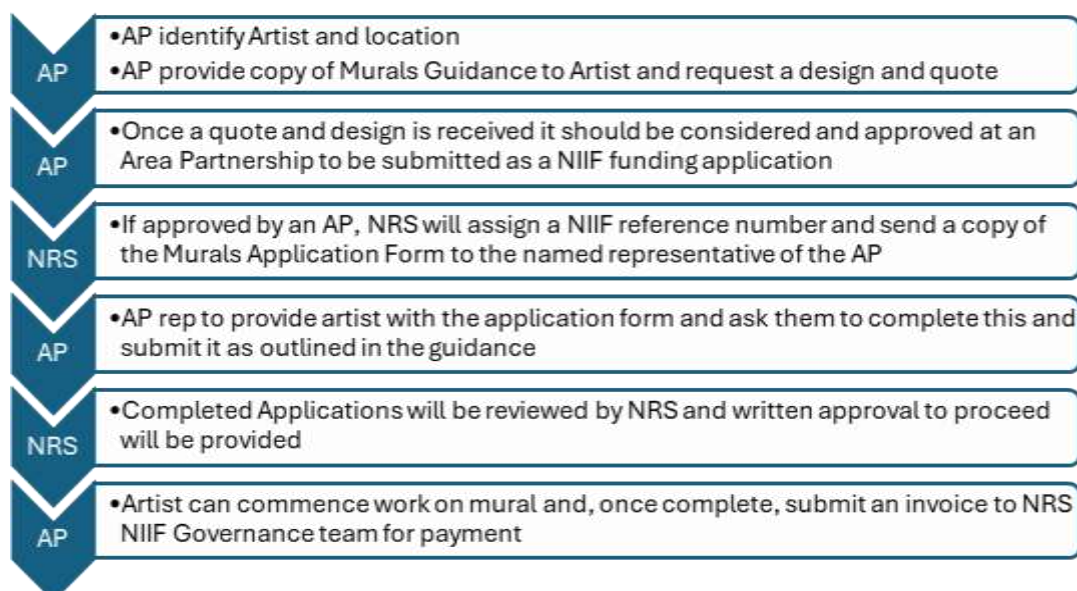 AP
•AP identify Artist and location
•AP provide copy of Murals Guidance to Artist and request a design and quote
AP
•Once a quote and design is received it should be considered and approved at an
Area Partnership to be submitted as a NIIF funding application
NRS
•If approved by an AP, NRS will assign a NIIF reference number and send a copy of
the Murals Application Form to the named representative of the AP
AP
•AP rep to provide artist with the application form and ask them to complete this and
submit it as outlined in the guidance
NRS
•Completed Applications will be reviewed by NRS and written approval to proceed
will be provided
AP
•Artist can commence work on mural and, once complete, submit an invoice to NRS
NIIF Governance team for payment